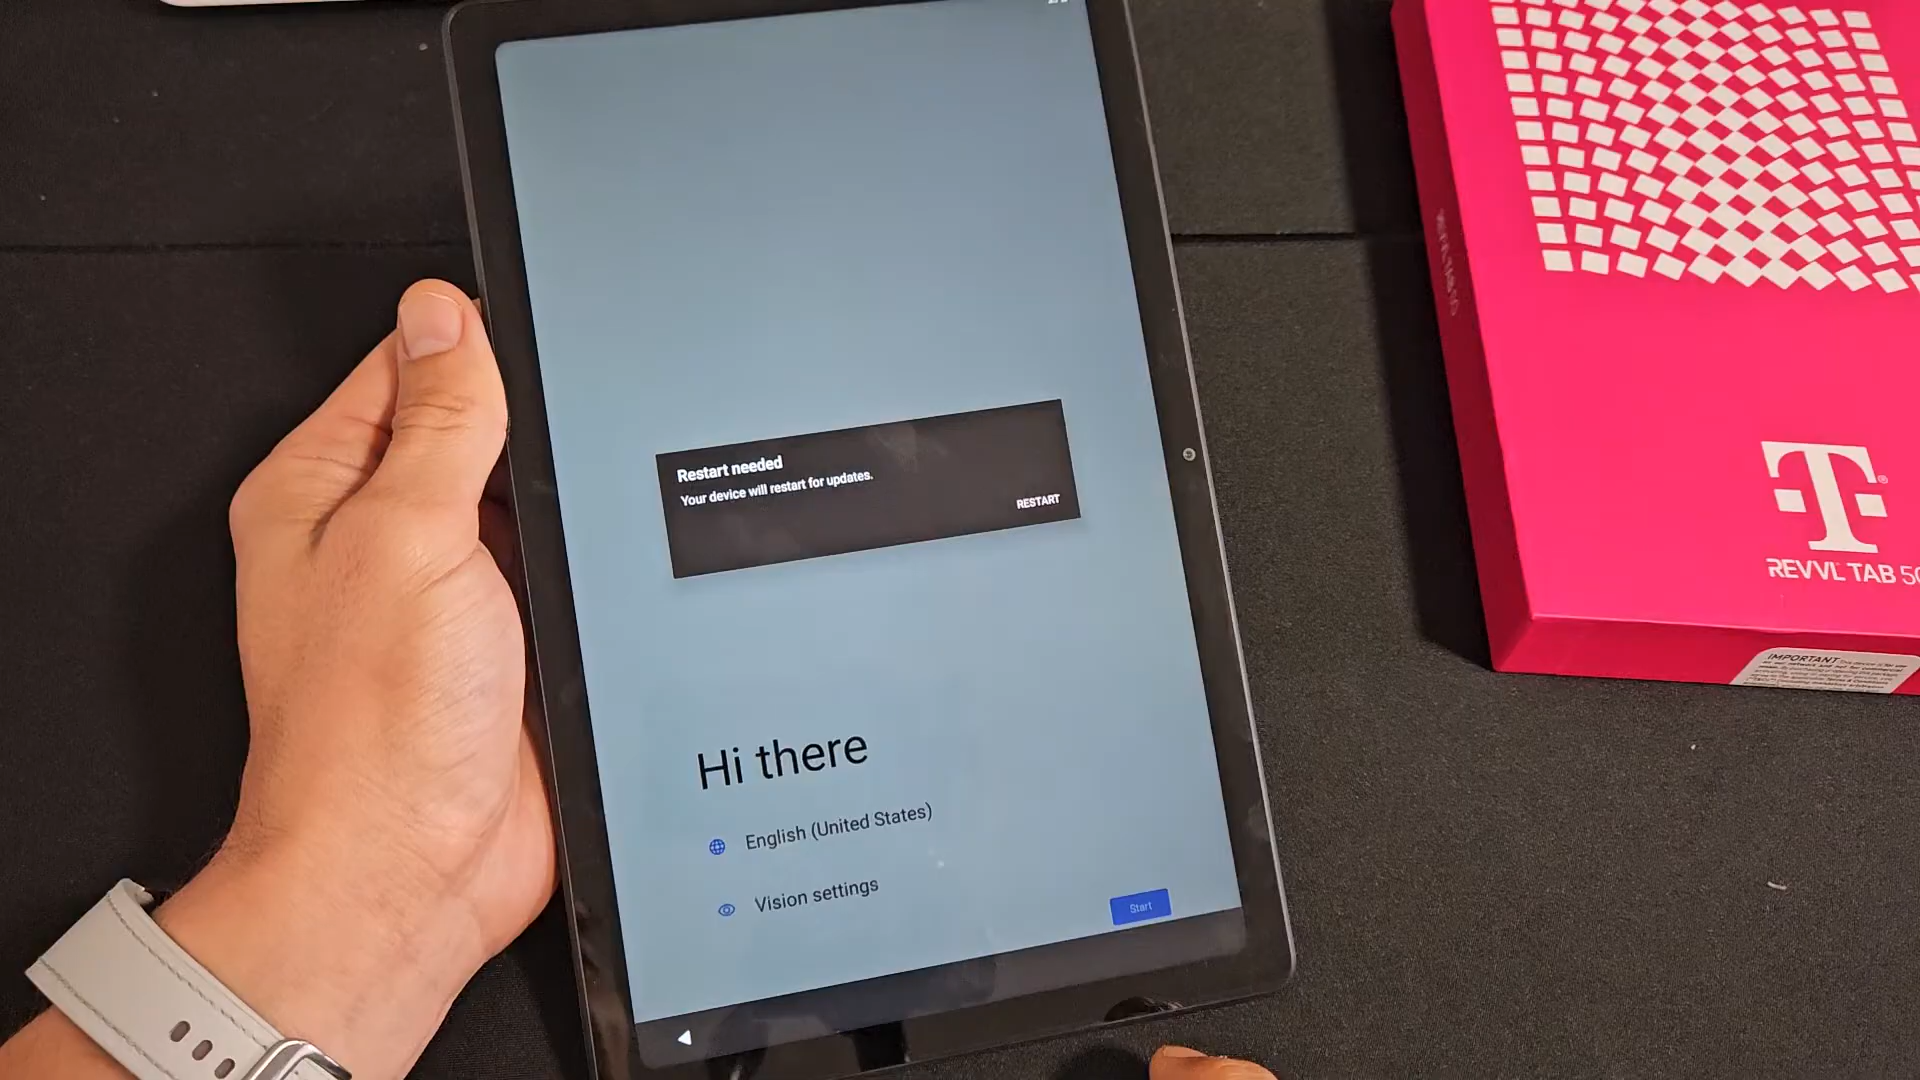 Restart needed
Your device will restart for updates.
RESTART
Hi there
English (United States)
Vision settings
Start
T
REVVL TAB 5G
IMPORTANT